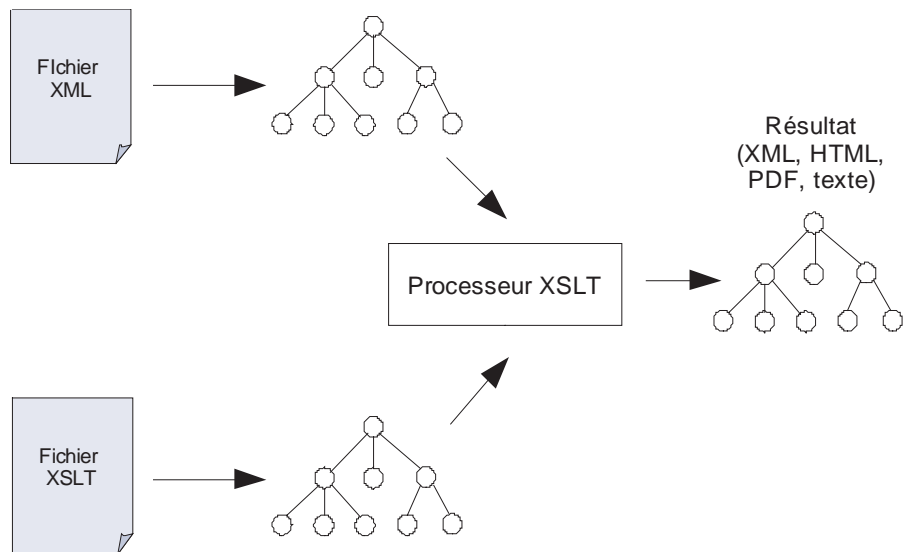 FIchier
XML
Résultat
(XML, HTML,
PDF, texte)
Processeur XSLT
Fichier
XSLT